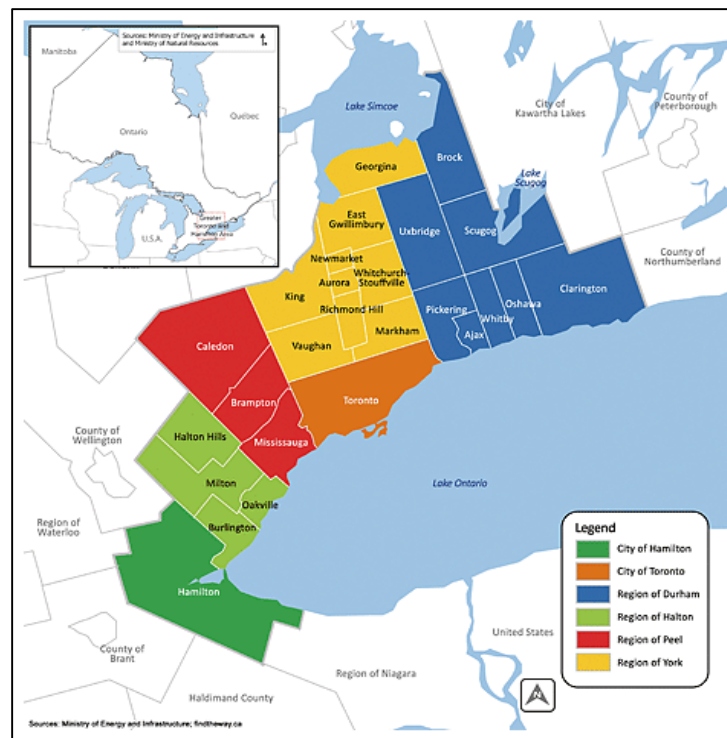 Sources: Ministry of Energy and Infrastructure
and Ministry of Natural Resources
Manitoba
Ontario
Québec
U.S.A.
Greater
Toronto and
Hamilton Area
Lake Simcoe
City of
Kawartha Lakes
County of
Peterborough
Brock
Georgina
Lake
Scugog
East
Gwillimbury
Uxbridge
Scugog
County of
Northumberland
Newmarket
Aurora
Whitchurch-
Stouffville
King
Richmond Hill
Pickering
Ajax
Whitby
Oshawa
Clarington
Markham
Vaughan
Caledon
Brampton
Toronto
Mississauga
County of
Wellington
Halton Hills
Milton
Oakville
Burlington
Lake Ontario
Region of
Waterloo
Hamilton
County of
Brant
Haldimand County
Region of Niagara
United States
Legend
City of Hamilton
City of Toronto
Region of Durham
Region of Halton
Region of Peel
Region of York
N
Sources: Ministry of Energy and Infrastructure; findtheway.ca